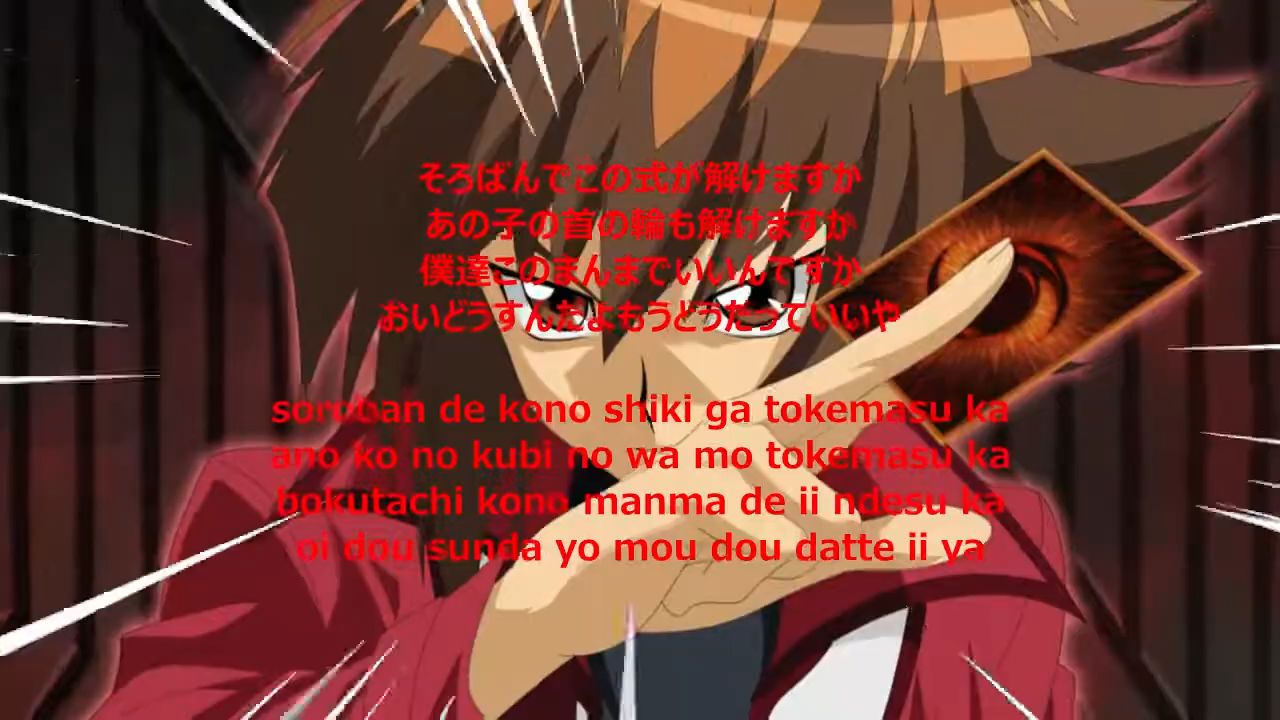 そろばんでこの式が解けますか
あの子の首の輪も解けますか
僕達このまんまでいいんですか
おいどうすんだよもうどうだっていいや
soroban de kono shiki ga tokemasu ka
ano ko no kubi no wa mo tokemasu ka
bokutachi kono manma de ii ndesu ka
oi dou sunda yo mou dou datte ii ya